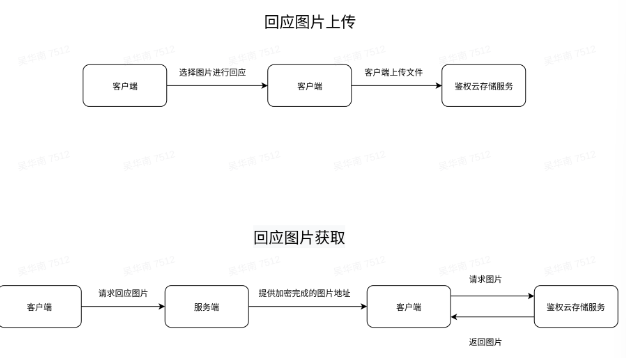 回应图片上传
客户端
选择图片进行回应
客户端
客户端上传文件
鉴权云存储服务
回应图片获取
客户端
请求回应图片
服务端
提供加密完成的图片地址
客户端
请求图片
返回图片
鉴权云存储服务